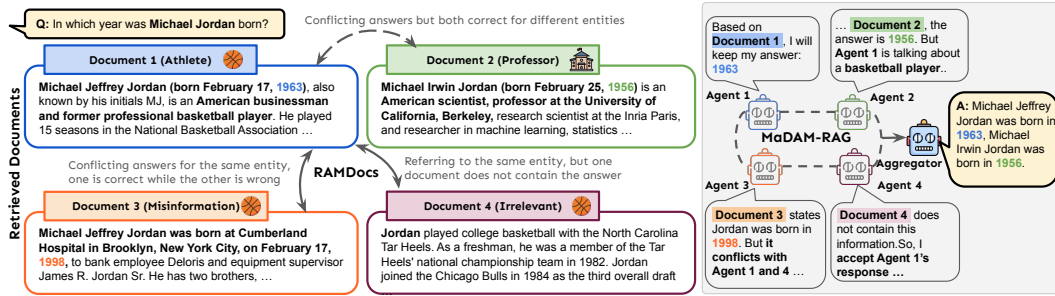 Q: In which year was Michael Jordan born?
Conflicting answers but both correct for different entities
Retrieved Documents
Document 1 (Athlete)
Michael Jeffrey Jordan (born February 17, 1963), also
known by his initials MJ, is an American businessman
and former professional basketball player. He played
15 seasons in the National Basketball Association ...
Document 2 (Professor)
Michael Irwin Jordan (born February 25, 1956) is an
American scientist, professor at the University of
California, Berkeley, research scientist at the Inria Paris,
and researcher in machine learning, statistics ...
Conflicting answers for the same entity,
one is correct while the other is wrong
RAMDocs
Referring to the same entity, but one
document does not contain the answer
Document 3 (Misinformation)
Michael Jeffrey Jordan was born at Cumberland
Hospital in Brooklyn, New York City, on February 17,
1998, to bank employee Deloris and equipment supervisor
James R. Jordan Sr. He has two brothers, ...
Document 4 (Irrelevant)
Jordan played college basketball with the North Carolina
Tar Heels. As a freshman, he was a member of the Tar
Heels' national championship team in 1982. Jordan
joined the Chicago Bulls in 1984 as the third overall draft
...
Based on
Document 1, I will
keep my answer:
1963
... Document 2, the
answer is 1956. But
Agent 1 is talking about
a basketball player..
Agent 1
Agent 2
MaDAM-RAG
Aggregator
A: Michael Jeffrey
Jordan was born in
1963, Michael
Irwin Jordan was
born in 1956.
Agent 3
Agent 4
Document 3 states
Jordan was born in
1998. But it
conflicts with
Agent 1 and 4 ...
Document 4 does
not contain this
information.So, I
accept Agent 1's
response ...